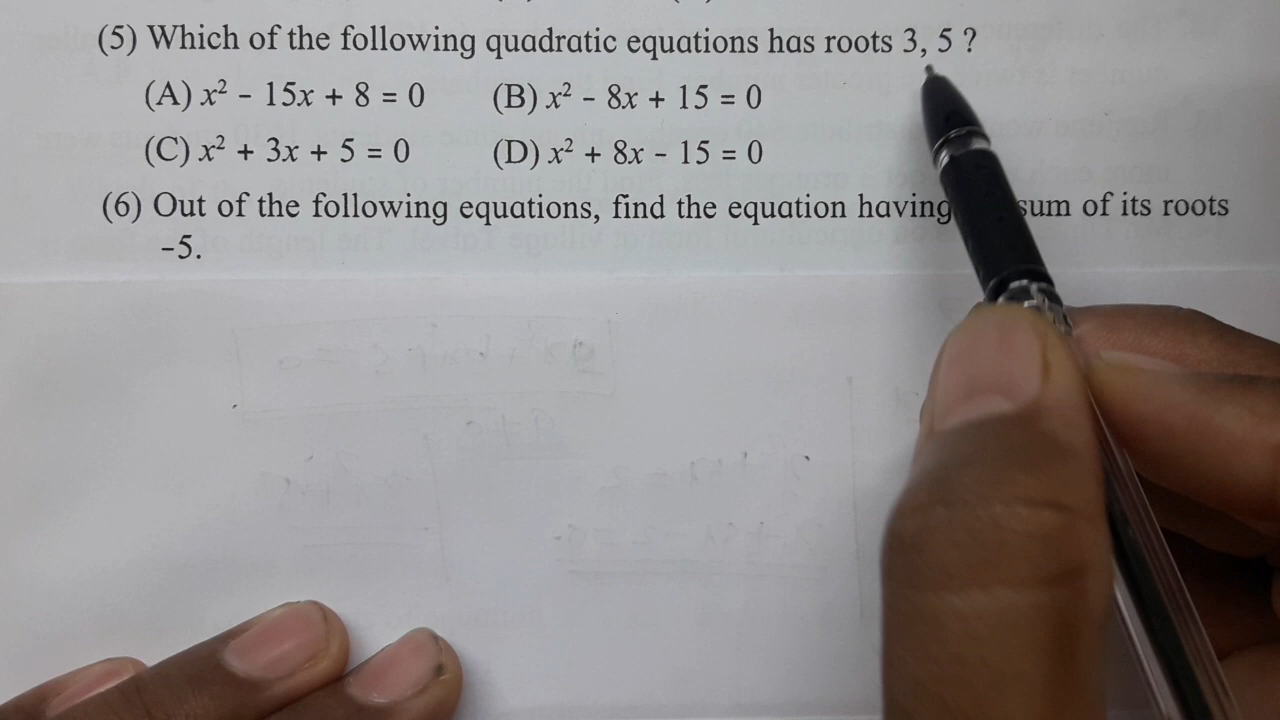 (5) Which of the following quadratic equations has roots 3, 5 ?
(A) x² - 15x + 8 = 0 (B) x² - 8x + 15 = 0
(C) x² + 3x + 5 = 0 (D) x² + 8x - 15 = 0
(6) Out of the following equations, find the equation having sum of its roots
-5.